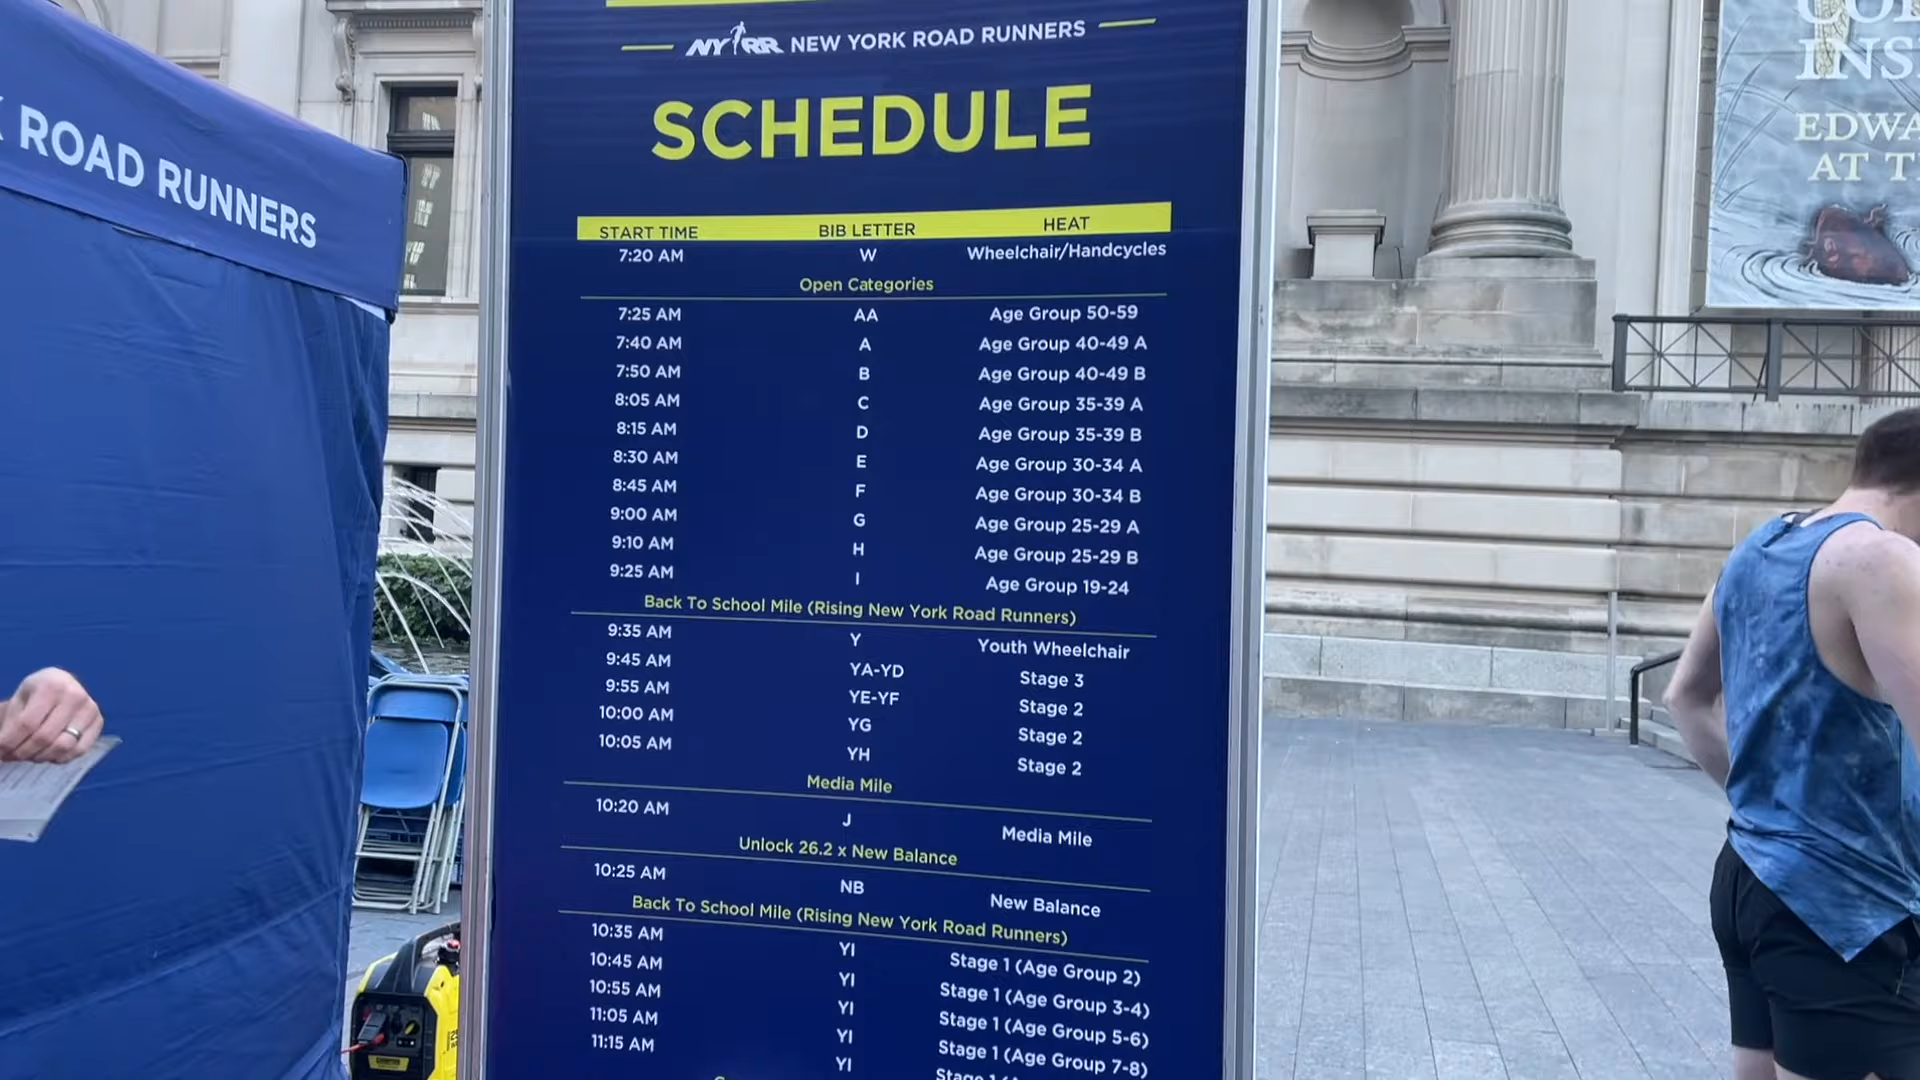 NYRR NEW YORK ROAD RUNNERS
SCHEDULE
START TIME BIB LETTER HEAT
7:20 AM W Wheelchair/Handcycles
Open Categories
7:25 AM AA Age Group 50-59
7:40 AM A Age Group 40-49 A
7:50 AM B Age Group 40-49 B
8:05 AM C Age Group 35-39 A
8:15 AM D Age Group 35-39 B
8:30 AM E Age Group 30-34 A
8:45 AM F Age Group 30-34 B
9:00 AM G Age Group 25-29 A
9:10 AM H Age Group 25-29 B
9:25 AM I Age Group 19-24
Back To School Mile (Rising New York Road Runners)
9:35 AM Y Youth Wheelchair
9:45 AM YA-YD Stage 3
9:55 AM YE-YF Stage 2
10:00 AM YG Stage 2
10:05 AM YH Stage 2
Media Mile
10:20 AM J Media Mile
Unlock 26.2 x New Balance
10:25 AM NB New Balance
Back To School Mile (Rising New York Road Runners)
10:35 AM YI Stage 1 (Age Group 2)
10:45 AM YI Stage 1 (Age Group 3-4)
10:55 AM YI Stage 1 (Age Group 5-6)
11:05 AM YI Stage 1 (Age Group 7-8)
11:15 AM YI Stage 1
ROAD RUNNERS
INS
EDWA
AT T